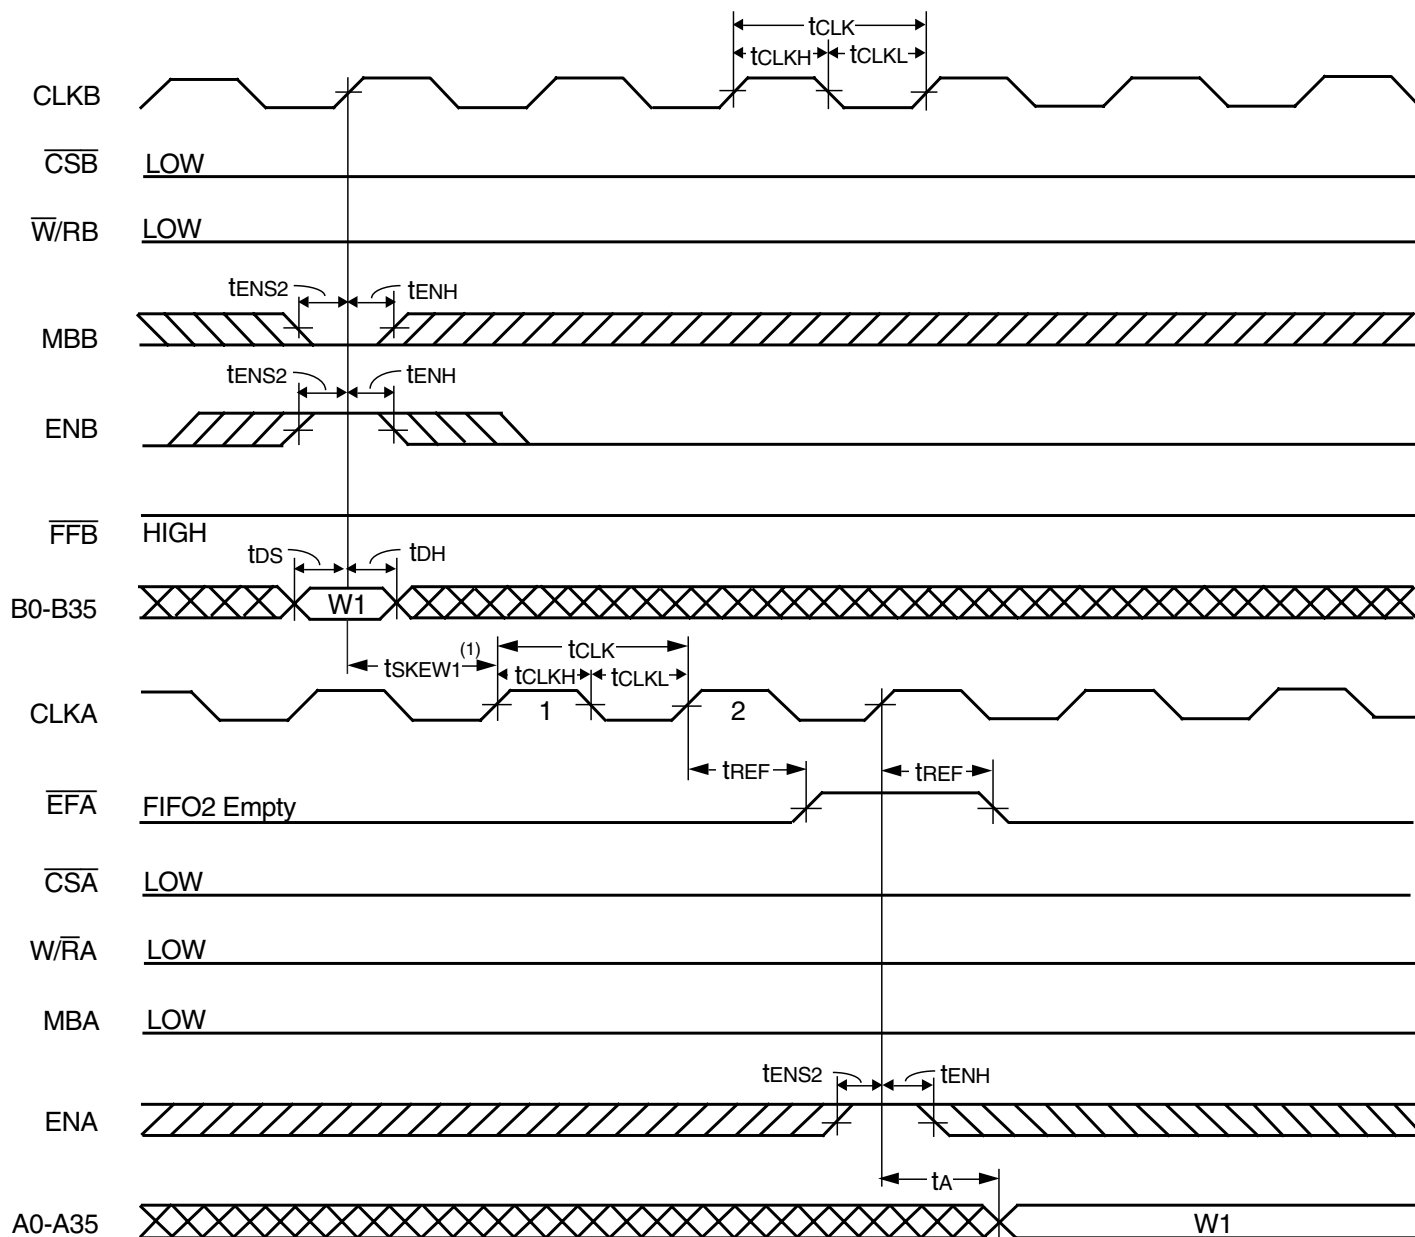 tCLK
tCLKH tCLKL
CLKB
CSB LOW
W/RB LOW
tENS2 tENH
MBB
tENS2 tENH
ENB
FFB HIGH
tDS tDH
B0-B35 W1
tSKEW1(1) tCLK
tCLKH tCLKL
CLKA 1 2
tREF tREF
EFA FIFO2 Empty
CSA LOW
W/RA LOW
MBA LOW
tENS2 tENH
ENA
tA
A0-A35 W1